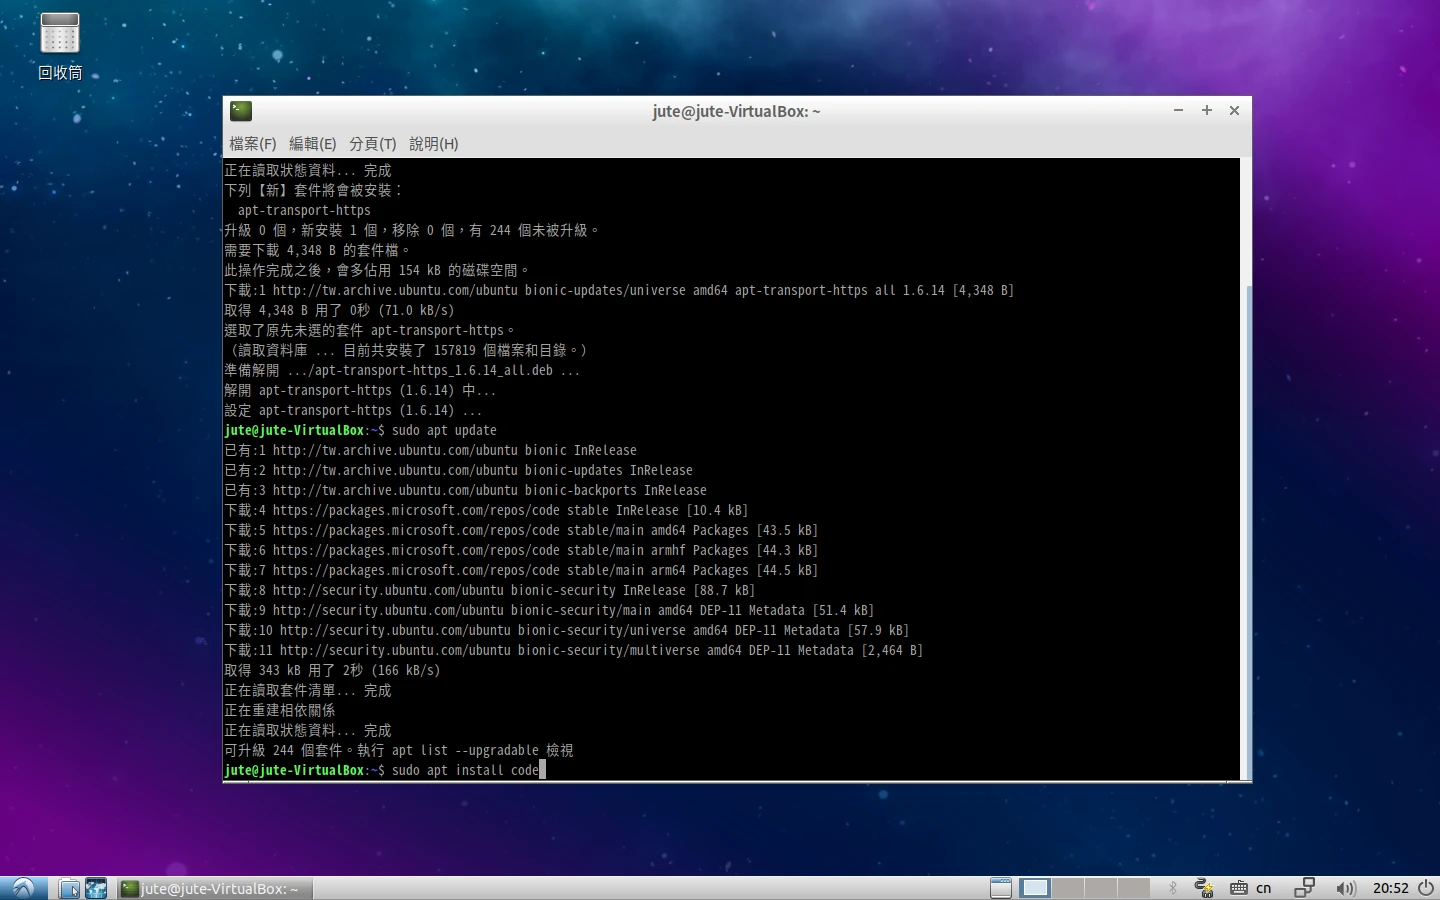 回收筒
jute@jute-VirtualBox: ~
檔案(F) 編輯(E) 分頁(T) 說明(H)
正在讀取狀態資料... 完成
下列【新】套件將會被安裝：
  apt-transport-https
升級 0 個，新安裝 1 個，移除 0 個，有 244 個未被升級。
需要下載 4,348 B 的套件檔。
此操作完成之後，會多佔用 154 kB 的磁碟空間。
下載:1 http://tw.archive.ubuntu.com/ubuntu bionic-updates/universe amd64 apt-transport-https all 1.6.14 [4,348 B]
取得 4,348 B 用了 0秒 (71.0 kB/s)
選取了原先未選的套件 apt-transport-https。
（讀取資料庫 ... 目前共安裝了 157819 個檔案和目錄。）
準備解開 .../apt-transport-https_1.6.14_all.deb ...
解開 apt-transport-https (1.6.14) 中...
設定 apt-transport-https (1.6.14) ...
jute@jute-VirtualBox:~$ sudo apt update
已有:1 http://tw.archive.ubuntu.com/ubuntu bionic InRelease
已有:2 http://tw.archive.ubuntu.com/ubuntu bionic-updates InRelease
已有:3 http://tw.archive.ubuntu.com/ubuntu bionic-backports InRelease
下載:4 https://packages.microsoft.com/repos/code stable InRelease [10.4 kB]
下載:5 https://packages.microsoft.com/repos/code stable/main amd64 Packages [43.5 kB]
下載:6 https://packages.microsoft.com/repos/code stable/main armhf Packages [44.3 kB]
下載:7 https://packages.microsoft.com/repos/code stable/main arm64 Packages [44.5 kB]
下載:8 http://security.ubuntu.com/ubuntu bionic-security InRelease [88.7 kB]
下載:9 http://security.ubuntu.com/ubuntu bionic-security/main amd64 DEP-11 Metadata [51.4 kB]
下載:10 http://security.ubuntu.com/ubuntu bionic-security/universe amd64 DEP-11 Metadata [57.9 kB]
下載:11 http://security.ubuntu.com/ubuntu bionic-security/multiverse amd64 DEP-11 Metadata [2,464 B]
取得 343 kB 用了 2秒 (166 kB/s)
正在讀取套件清單... 完成
正在重建相依關係
正在讀取狀態資料... 完成
可升級 244 個套件。執行 apt list --upgradable 檢視
jute@jute-VirtualBox:~$ sudo apt install code
jute@jute-VirtualBox: ~
cn
20:52